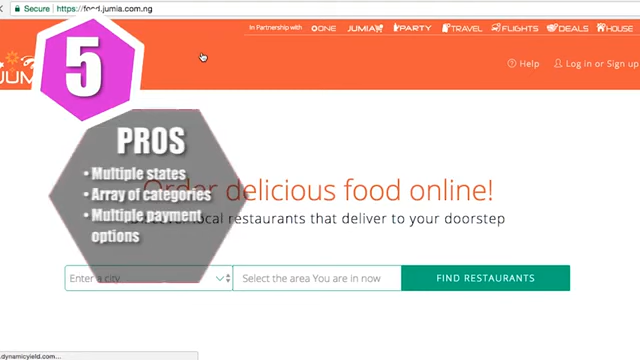 Secure https://food.jumia.com.ng
In Partnership with ONE JUMIA PARTY TRAVEL FLIGHTS DEALS HOUSE
5
JUMIA
Help Log in or Sign up
PROS
• Multiple states
• Array of categories
• Multiple payment
options
Order delicious food online!
local restaurants that deliver to your doorstep
Enter a city
Select the area You are in now
FIND RESTAURANTS
.dynamicyield.com...